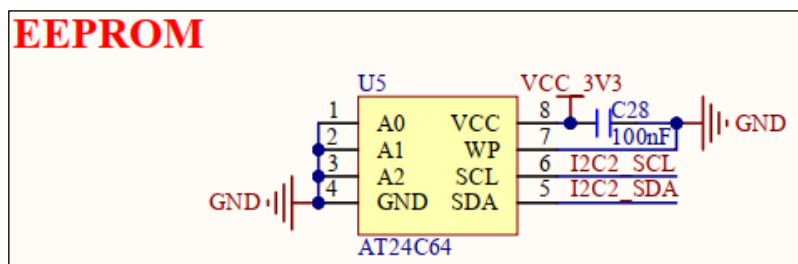 EEPROM
U5
VCC_3V3
1 A0 VCC 8 C28
2 A1 WP 7 100nF GND
3 A2 SCL 6 I2C2_SCL
GND 4 GND SDA 5 I2C2_SDA
AT24C64